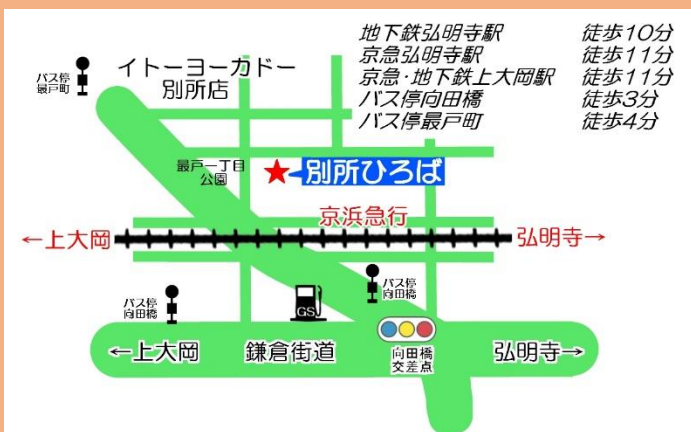 地下鉄弘明寺駅 徒歩10分
京急弘明寺駅 徒歩11分
京急・地下鉄上大岡駅 徒歩11分
バス停向田橋 徒歩3分
バス停最戸町 徒歩4分
バス停
最戸町
イトーヨーカドー
別所店
最戸一丁目
公園
別所ひろば
京浜急行
←上大岡
弘明寺→
バス停
向田橋
バス停
向田橋
GS
←上大岡
鎌倉街道
向田橋
交差点
弘明寺→